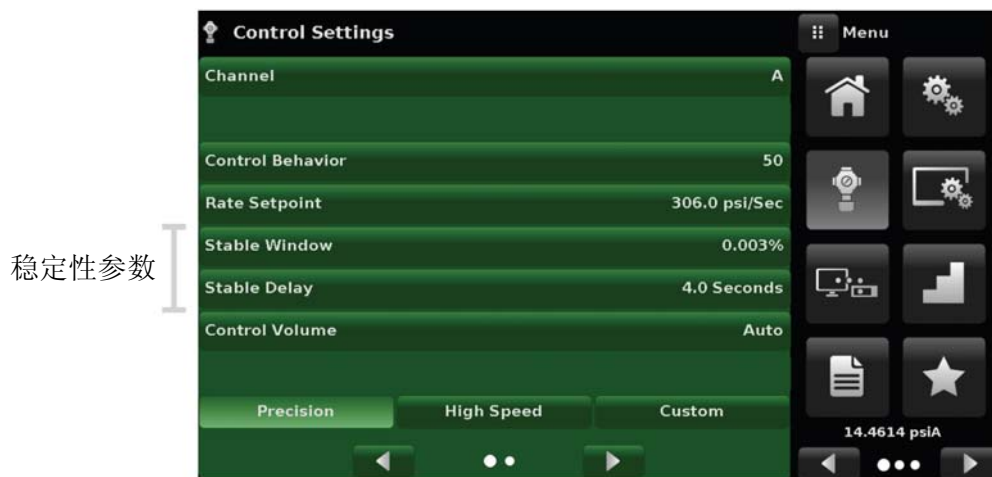 Control Settings
Menu
Channel A
Control Behavior 50
Rate Setpoint 306.0 psi/Sec
稳定性参数
Stable Window 0.003%
Stable Delay 4.0 Seconds
Control Volume Auto
Precision High Speed Custom
14.4614 psiA